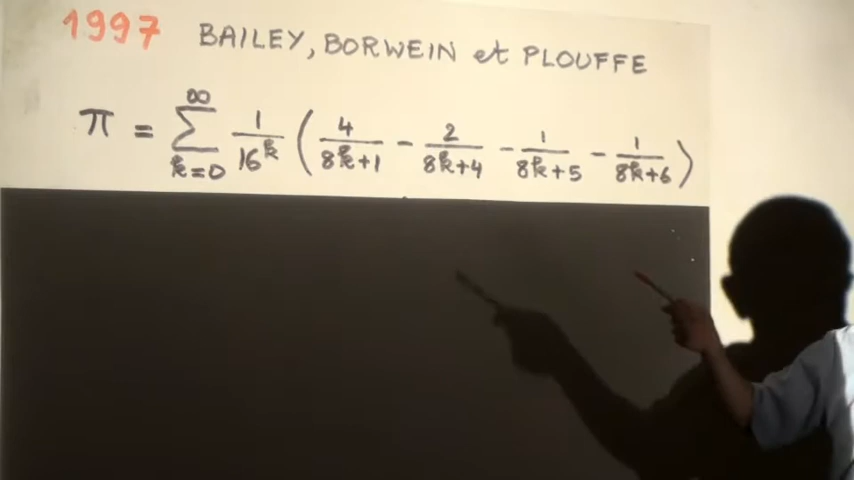 1997 BAILEY, BORWEIN et PLOUFFE
π = ∑_{k=0}^{∞} 1/16^k ( 4/(8k+1) - 2/(8k+4) - 1/(8k+5) - 1/(8k+6) )